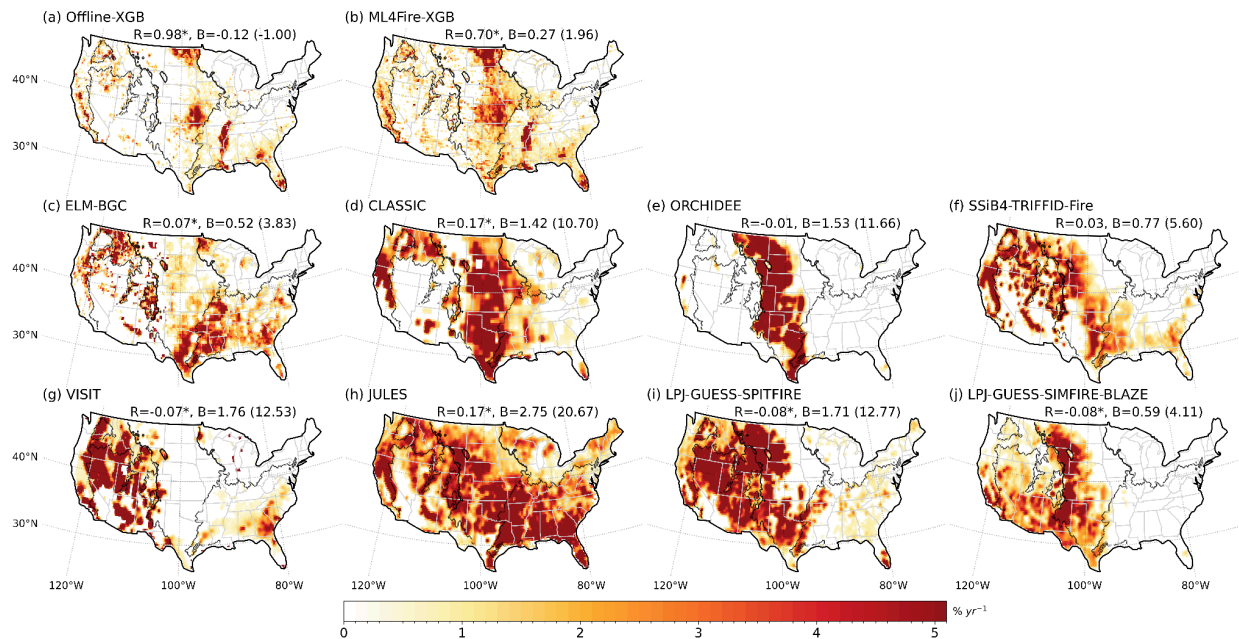 (a) Offline-XGB
R=0.98*, B=-0.12 (-1.00)
(b) ML4Fire-XGB
R=0.70*, B=0.27 (1.96)
40°N
30°N
(c) ELM-BGC
R=0.07*, B=0.52 (3.83)
(d) CLASSIC
R=0.17*, B=1.42 (10.70)
(e) ORCHIDEE
R=-0.01, B=1.53 (11.66)
(f) SSiB4-TRIFFID-Fire
R=0.03, B=0.77 (5.60)
40°N
30°N
(g) VISIT
R=-0.07*, B=1.76 (12.53)
(h) JULES
R=0.17*, B=2.75 (20.67)
(i) LPJ-GUESS-SPITFIRE
R=-0.08*, B=1.71 (12.77)
(j) LPJ-GUESS-SIMFIRE-BLAZE
R=-0.08*, B=0.59 (4.11)
40°N
30°N
120°W 100°W 80°W 120°W 100°W 80°W 120°W 100°W 80°W 120°W 100°W 80°W
0 1 2 3 4 5
% yr⁻¹